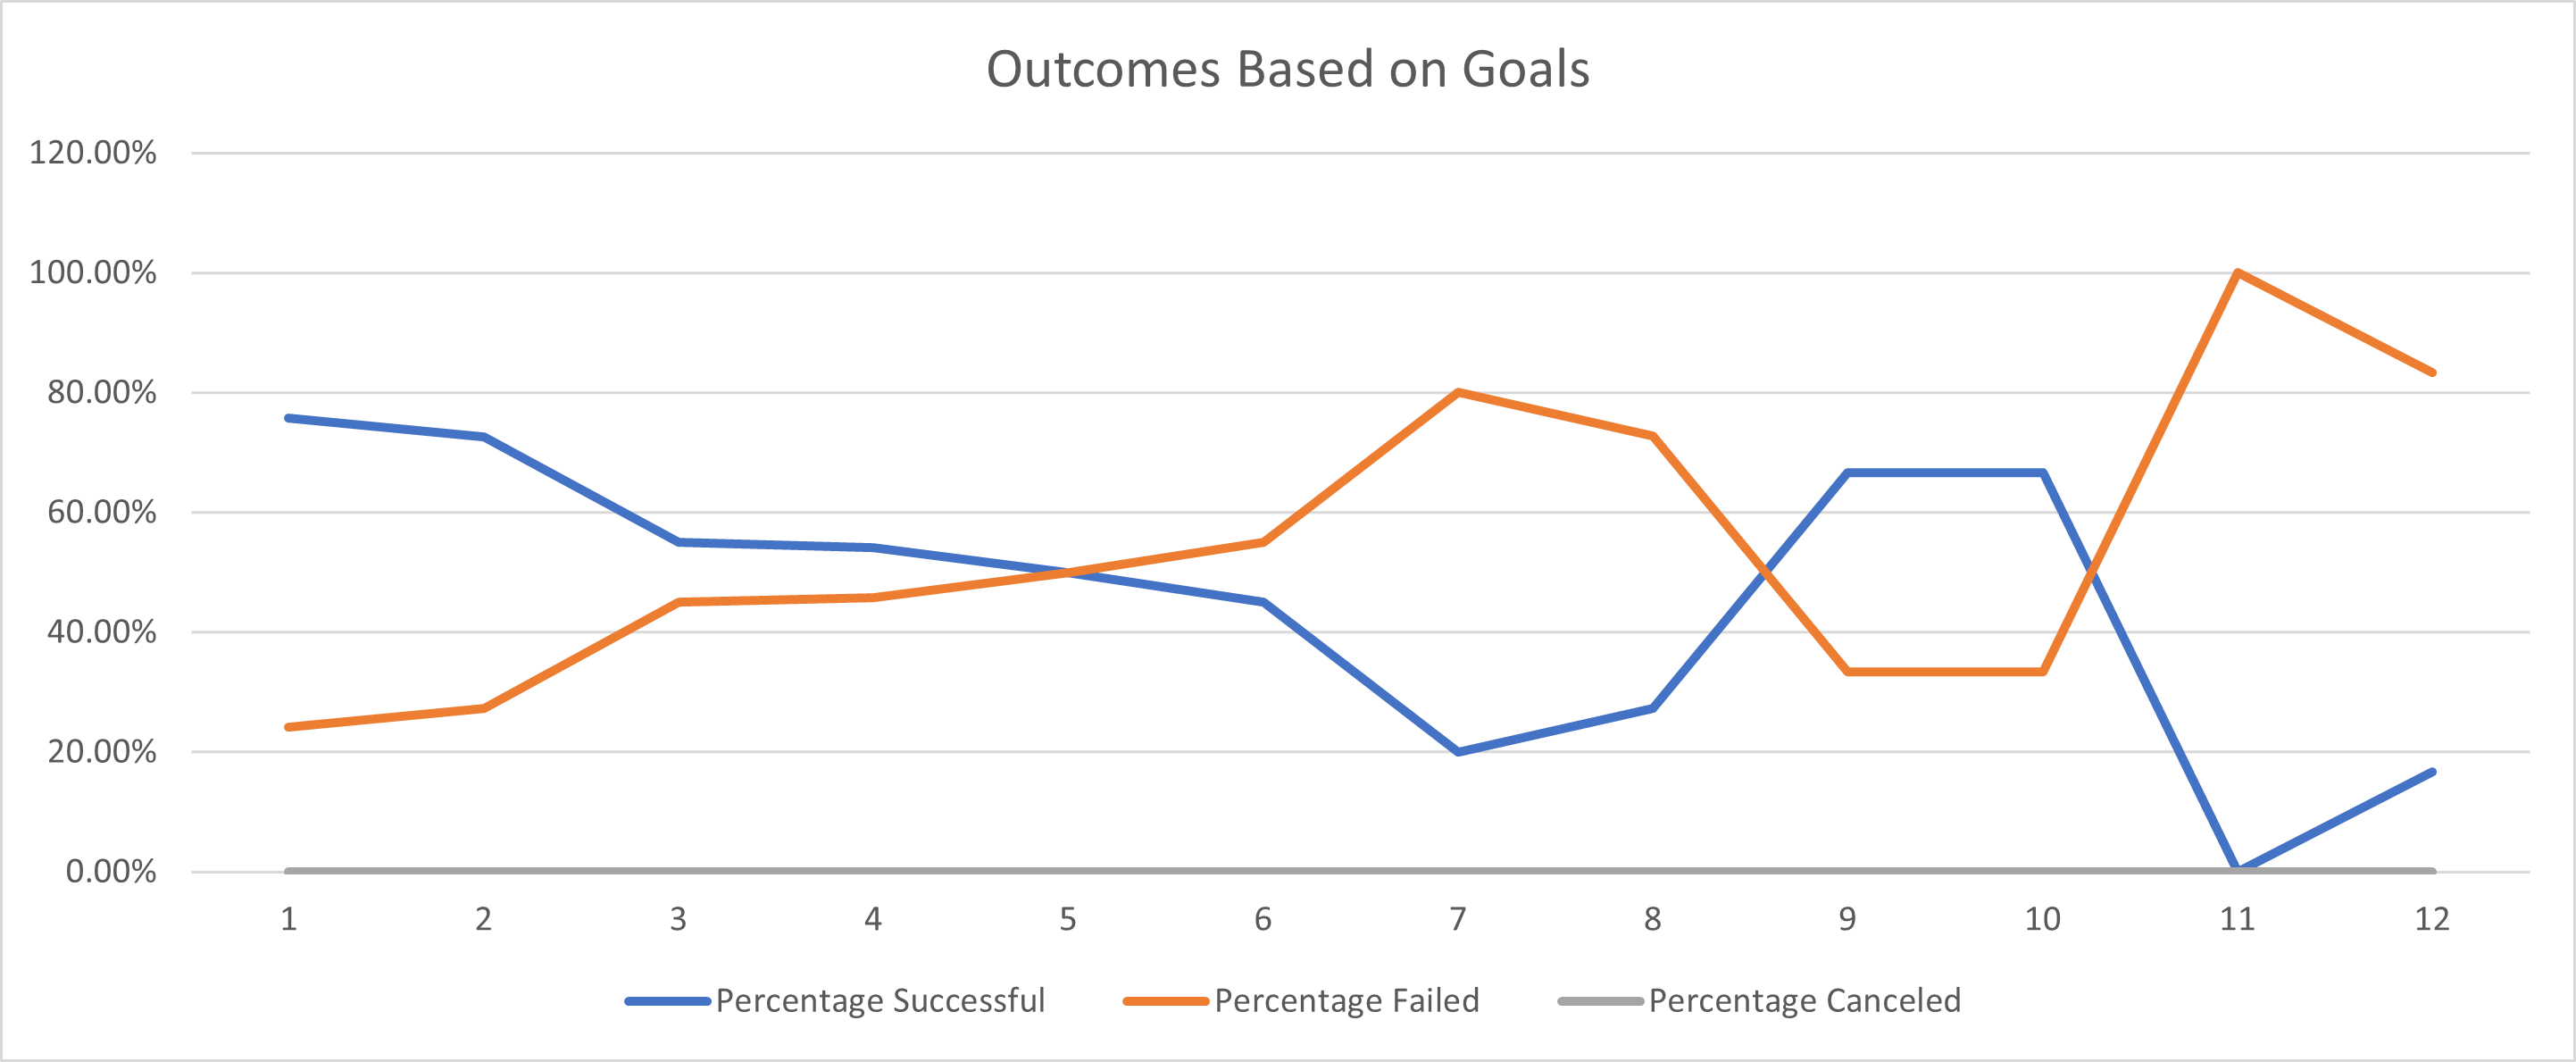 Outcomes Based on Goals
120.00%
100.00%
80.00%
60.00%
40.00%
20.00%
0.00%
1 2 3 4 5 6 7 8 9 10 11 12
Percentage Successful Percentage Failed Percentage Canceled